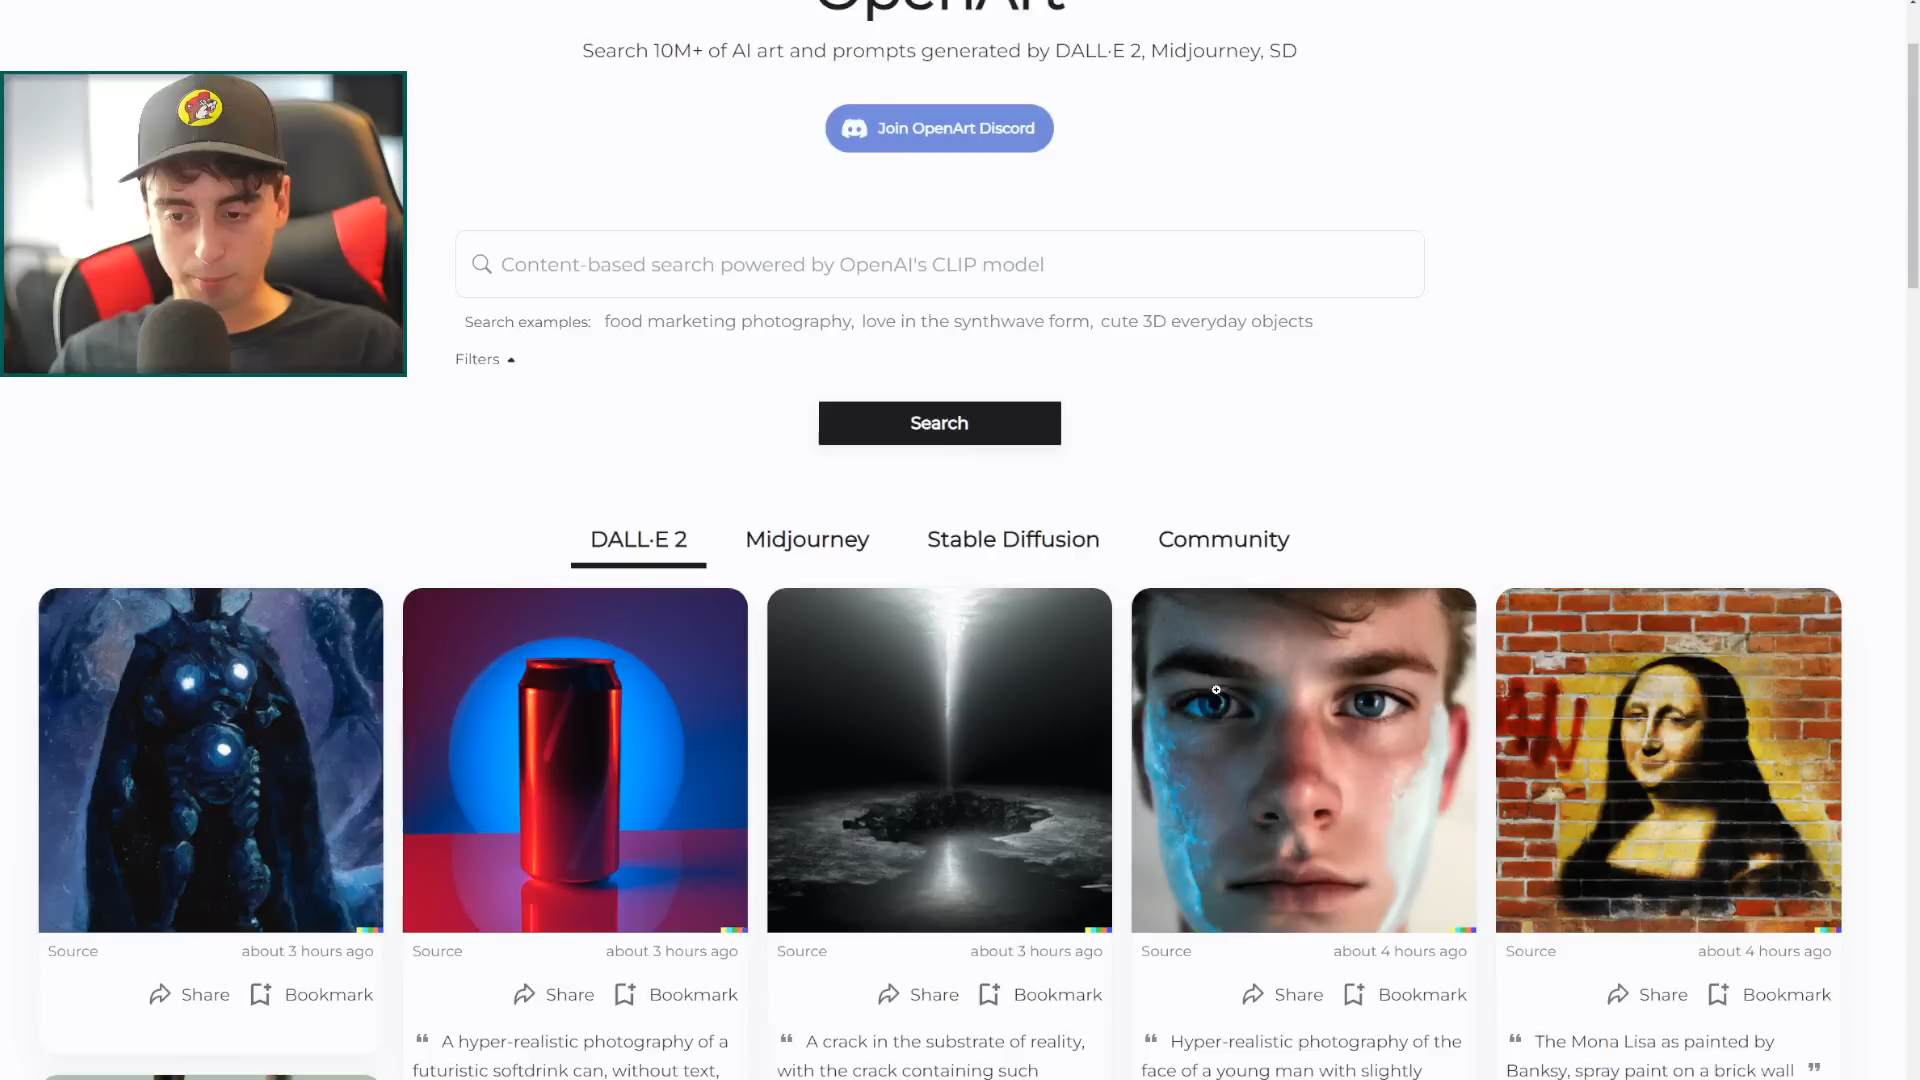 OpenArt
Search 10M+ of AI art and prompts generated by DALL·E 2, Midjourney, SD
Join OpenArt Discord
Content-based search powered by OpenAI's CLIP model
Search examples: food marketing photography, love in the synthwave form, cute 3D everyday objects
Filters
Search
DALL·E 2 Midjourney Stable Diffusion Community
Source about 3 hours ago
Share Bookmark
Source about 3 hours ago
Share Bookmark
“ A hyper-realistic photography of a
futuristic softdrink can, without text,
Source about 3 hours ago
Share Bookmark
“ A crack in the substrate of reality,
with the crack containing such
Source about 4 hours ago
Share Bookmark
“ Hyper-realistic photography of the
face of a young man with slightly
Source about 4 hours ago
Share Bookmark
“ The Mona Lisa as painted by
Banksy, spray paint on a brick wall ”